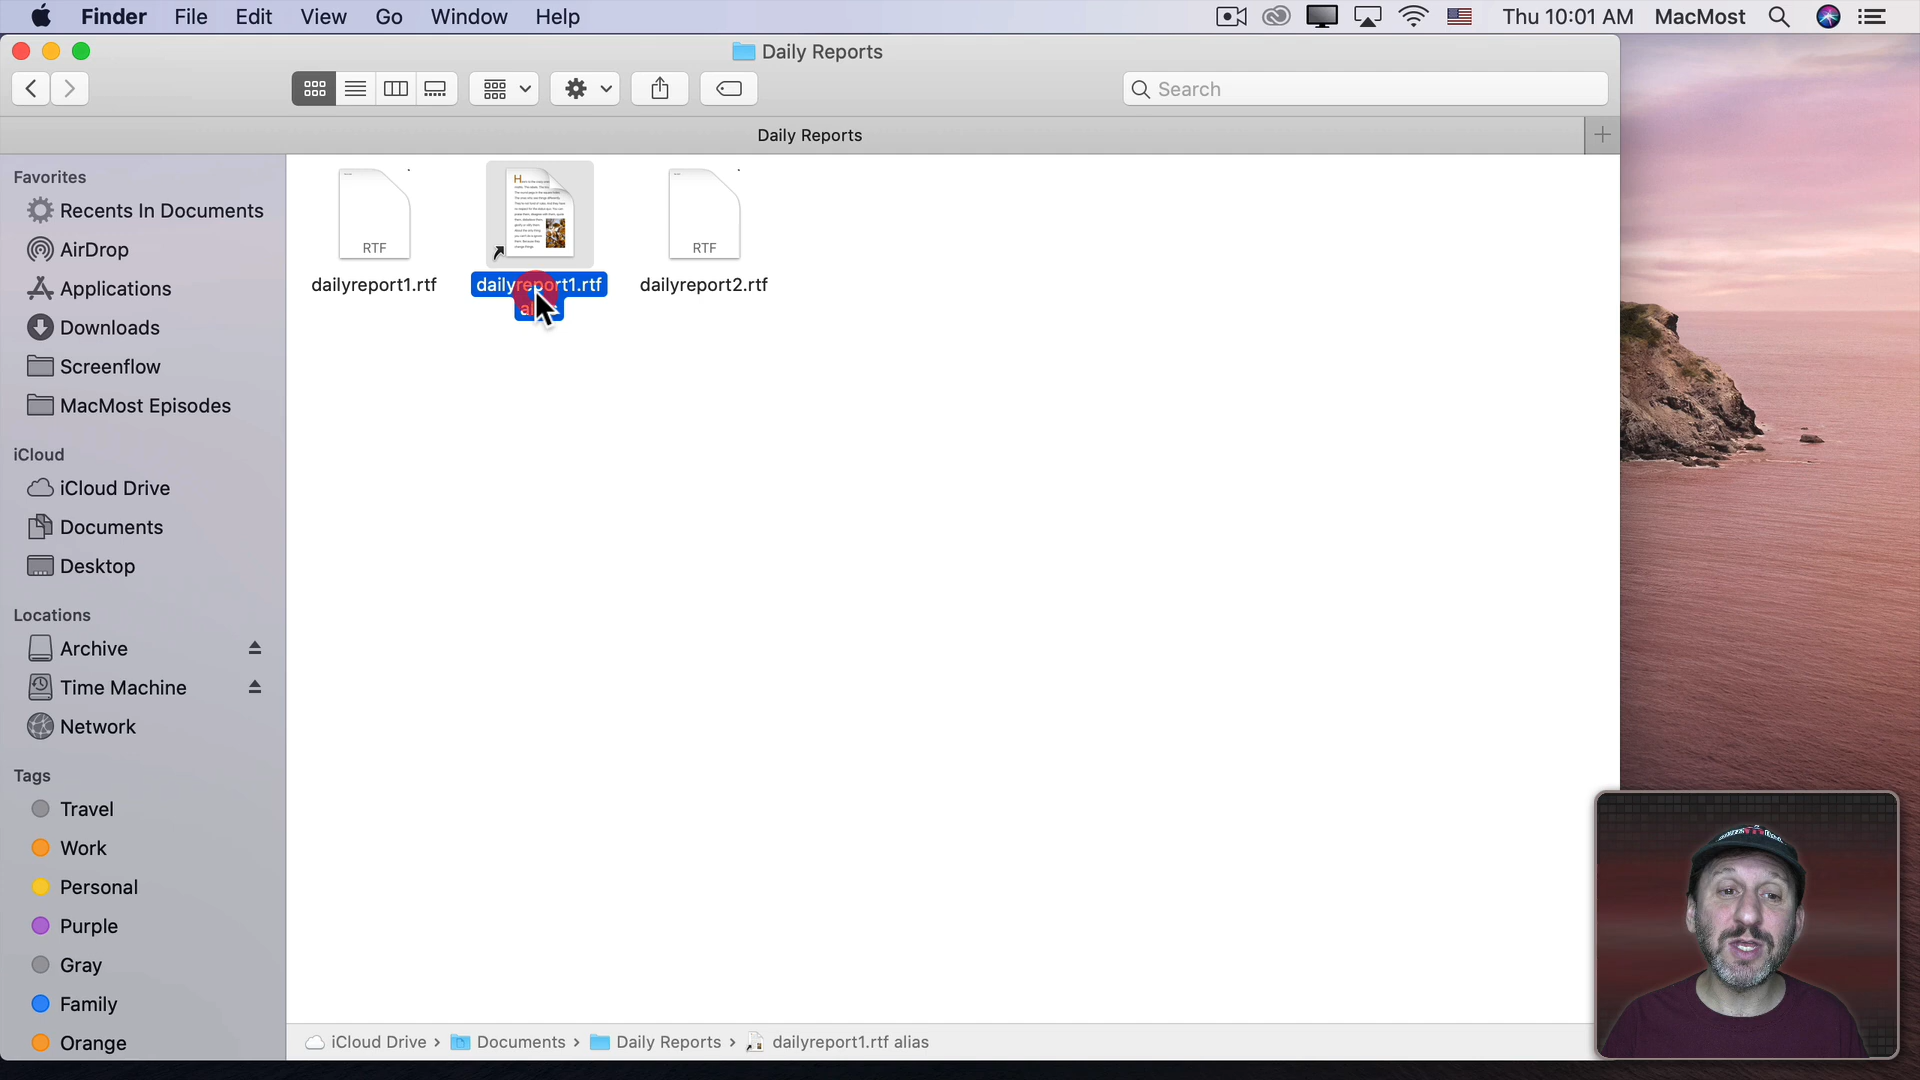 Finder File Edit View Go Window Help Thu 10:01 AM MacMost
Daily Reports
Search
Daily Reports
Favorites
Recents In Documents
AirDrop
Applications
Downloads
Screenflow
MacMost Episodes
iCloud
iCloud Drive
Documents
Desktop
Locations
Archive
Time Machine
Network
Tags
Travel
Work
Personal
Purple
Gray
Family
Orange
RTF
dailyreport1.rtf
dailyreport1.rtf
RTF
dailyreport2.rtf
iCloud Drive › Documents › Daily Reports › dailyreport1.rtf alias